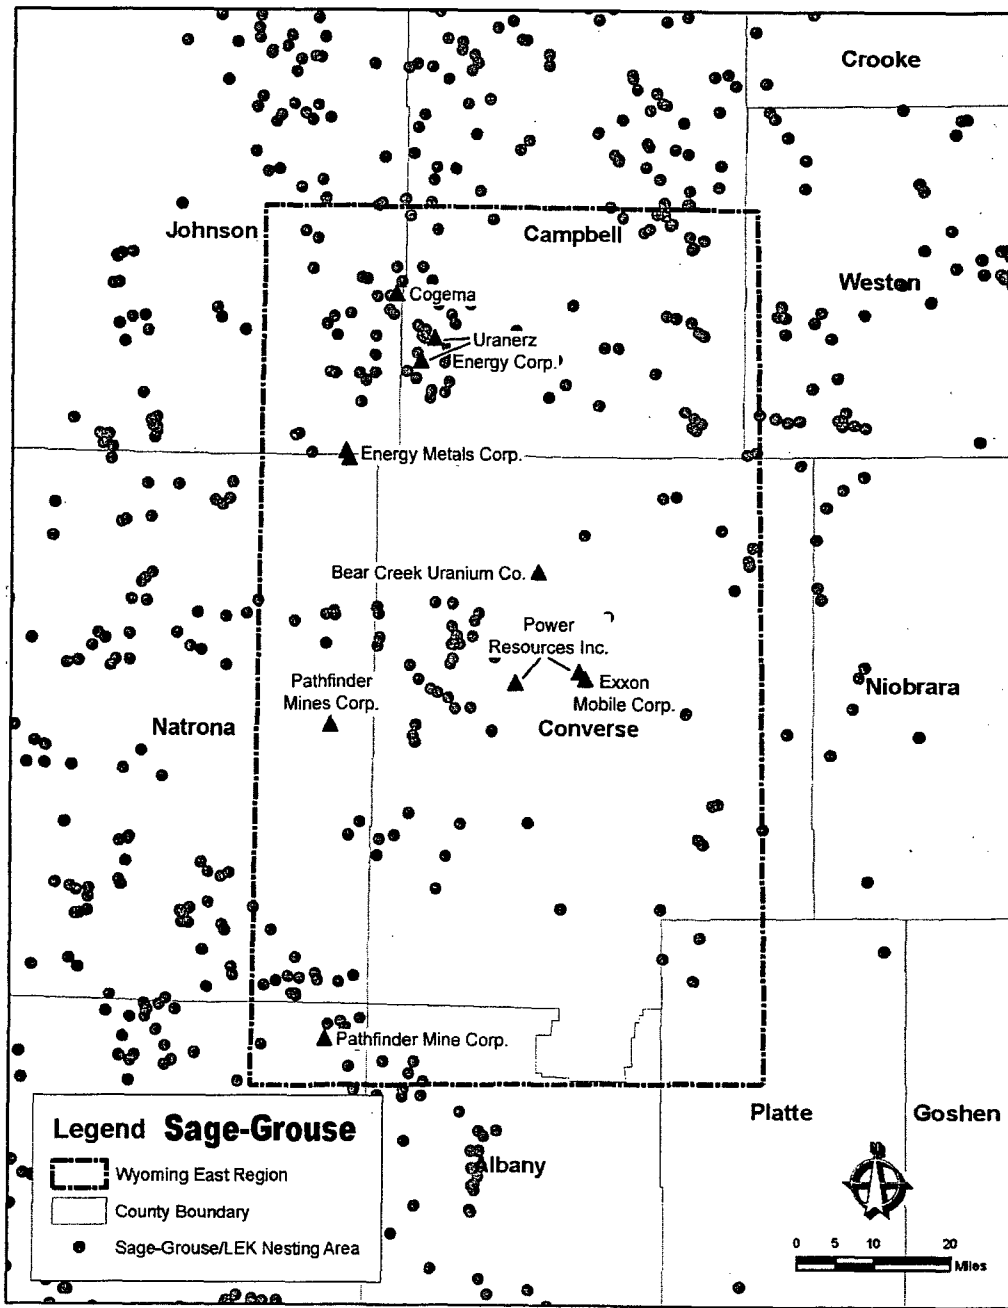 Crooke
Johnson
Campbell
Weston
Cogema
Uranerz
Energy Corp.
Energy Metals Corp.
Bear Creek Uranium Co.
Power
Resources Inc.
Pathfinder
Mines Corp.
Exxon
Mobile Corp.
Niobrara
Natrona
Converse
Pathfinder Mine Corp.
Platte
Goshen
Albany
Legend Sage-Grouse
Wyoming East Region
County Boundary
Sage-Grouse/LEK Nesting Area
N
0 5 10 20
Miles